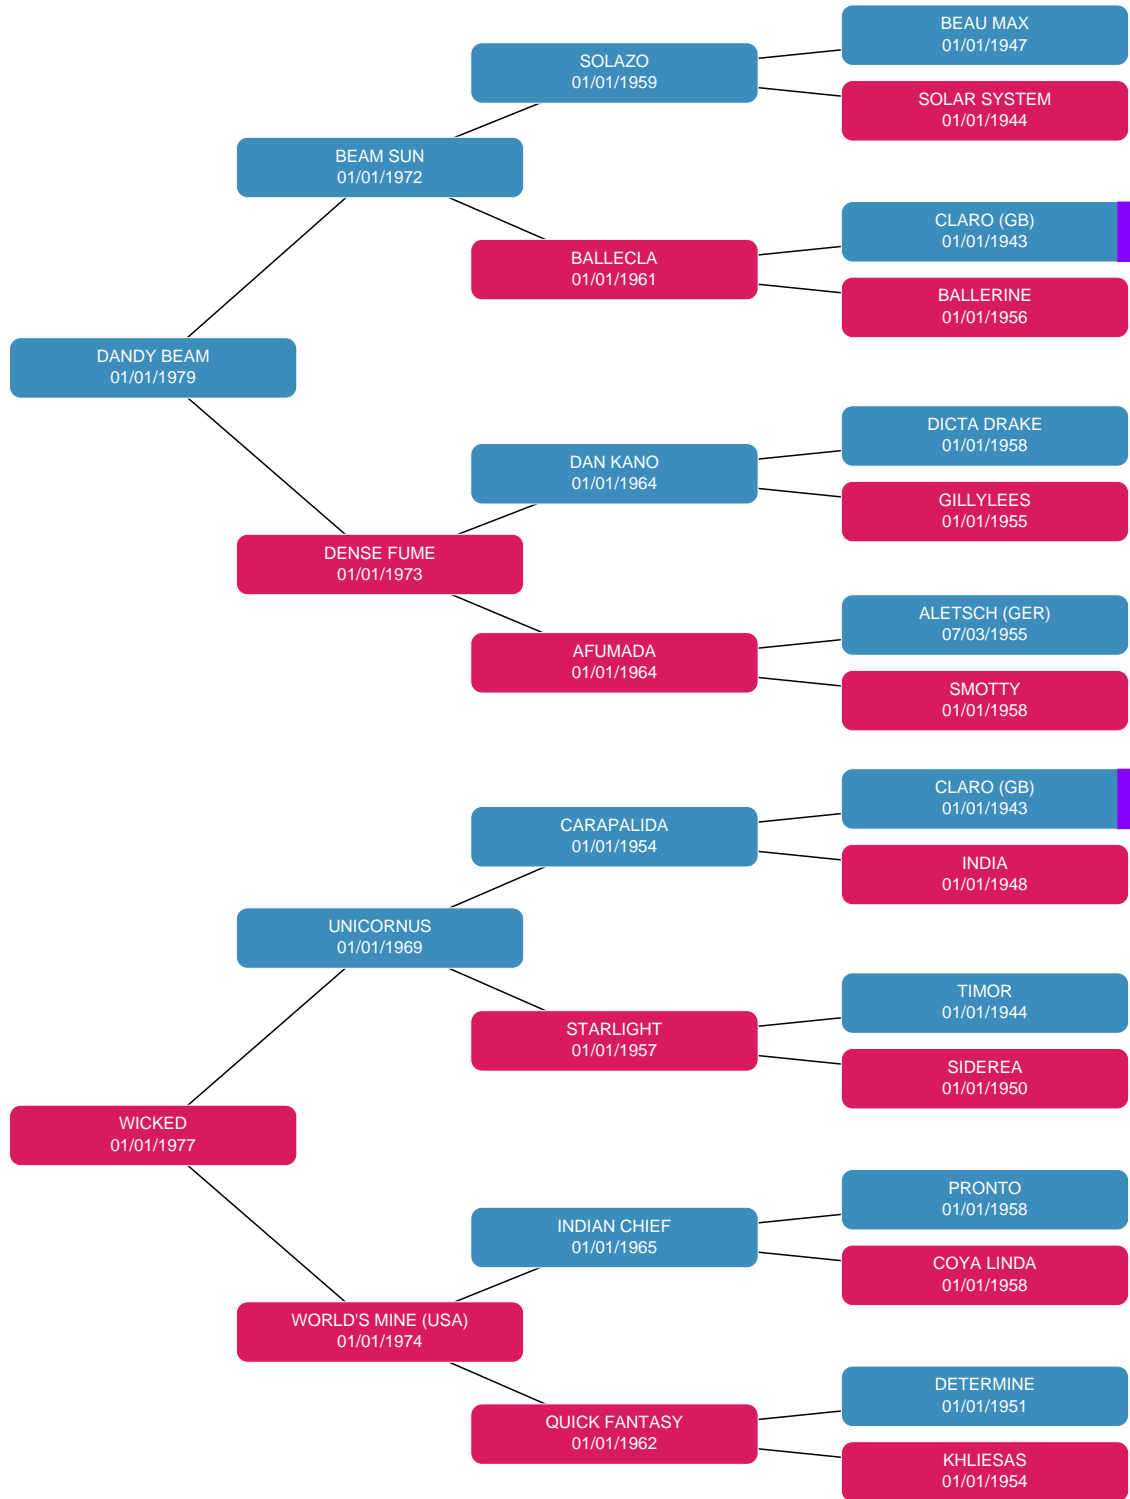 BEAU MAX
01/01/1947
SOLAZO
01/01/1959
SOLAR SYSTEM
01/01/1944
BEAM SUN
01/01/1972
CLARO (GB)
01/01/1943
BALLECLA
01/01/1961
BALLERINE
01/01/1956
DANDY BEAM
01/01/1979
DICTA DRAKE
01/01/1958
DAN KANO
01/01/1964
GILLYLEES
01/01/1955
DENSE FUME
01/01/1973
ALETSCH (GER)
07/03/1955
AFUMADA
01/01/1964
SMOTTY
01/01/1958
CLARO (GB)
01/01/1943
CARAPALIDA
01/01/1954
INDIA
01/01/1948
UNICORNUS
01/01/1969
TIMOR
01/01/1944
STARLIGHT
01/01/1957
SIDEREA
01/01/1950
WICKED
01/01/1977
PRONTO
01/01/1958
INDIAN CHIEF
01/01/1965
COYA LINDA
01/01/1958
WORLD'S MINE (USA)
01/01/1974
DETERMINE
01/01/1951
QUICK FANTASY
01/01/1962
KHLIESAS
01/01/1954